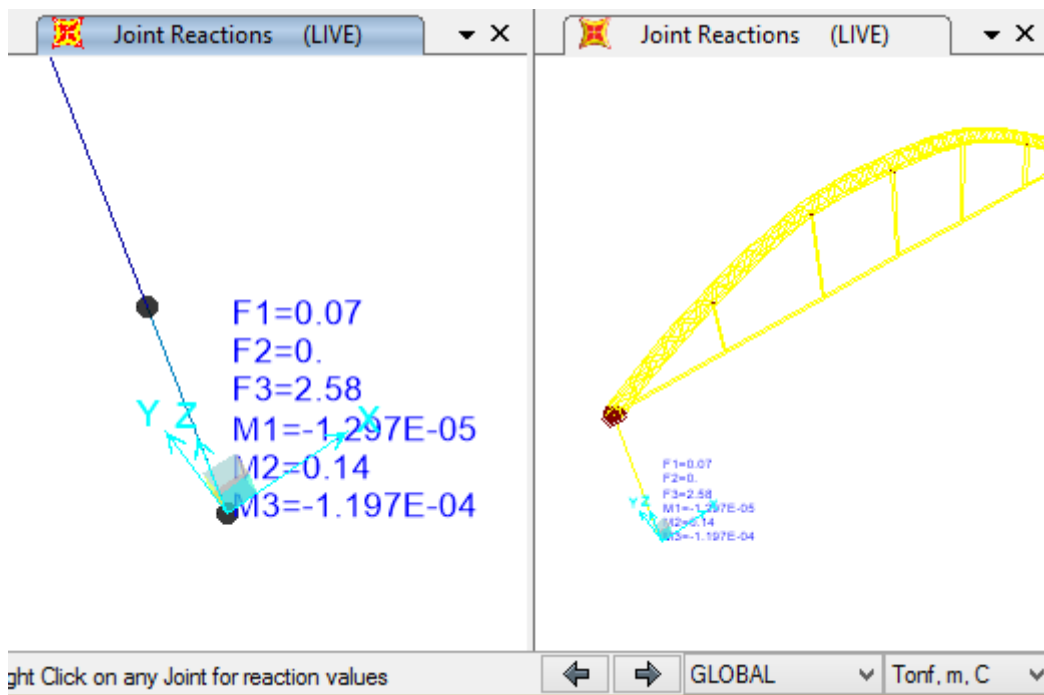 Joint Reactions (LIVE)
F1=0.07
F2=0.
F3=2.58
M1=-1.297E-05
M2=0.14
M3=-1.197E-04
Y Z X
Joint Reactions (LIVE)
F1=0.07
F2=0.
F3=2.58
M1=-1.297E-05
M2=0.14
M3=-1.197E-04
Y Z X
ght Click on any Joint for reaction values
GLOBAL
Tonf, m, C